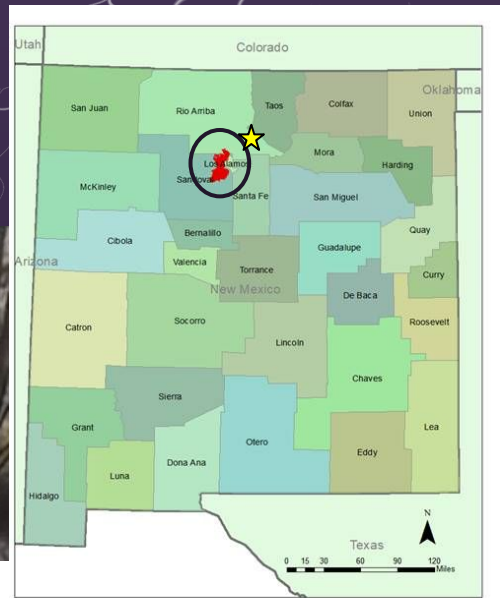 Utah
Colorado
Oklahoma
San Juan
Rio Arriba
Taos
Colfax
Union
Mora
Harding
Los Alamos
McKinley
Sandoval
Santa Fe
San Miguel
Quay
Cibola
Bernalillo
Guadalupe
Arizona
Valencia
Torrance
Curry
New Mexico
De Baca
Catron
Socorro
Lincoln
Roosevelt
Chaves
Sierra
Grant
Otero
Lea
Dona Ana
Eddy
Luna
Hidalgo
N
Texas
0 15 30 60 90 120
Miles